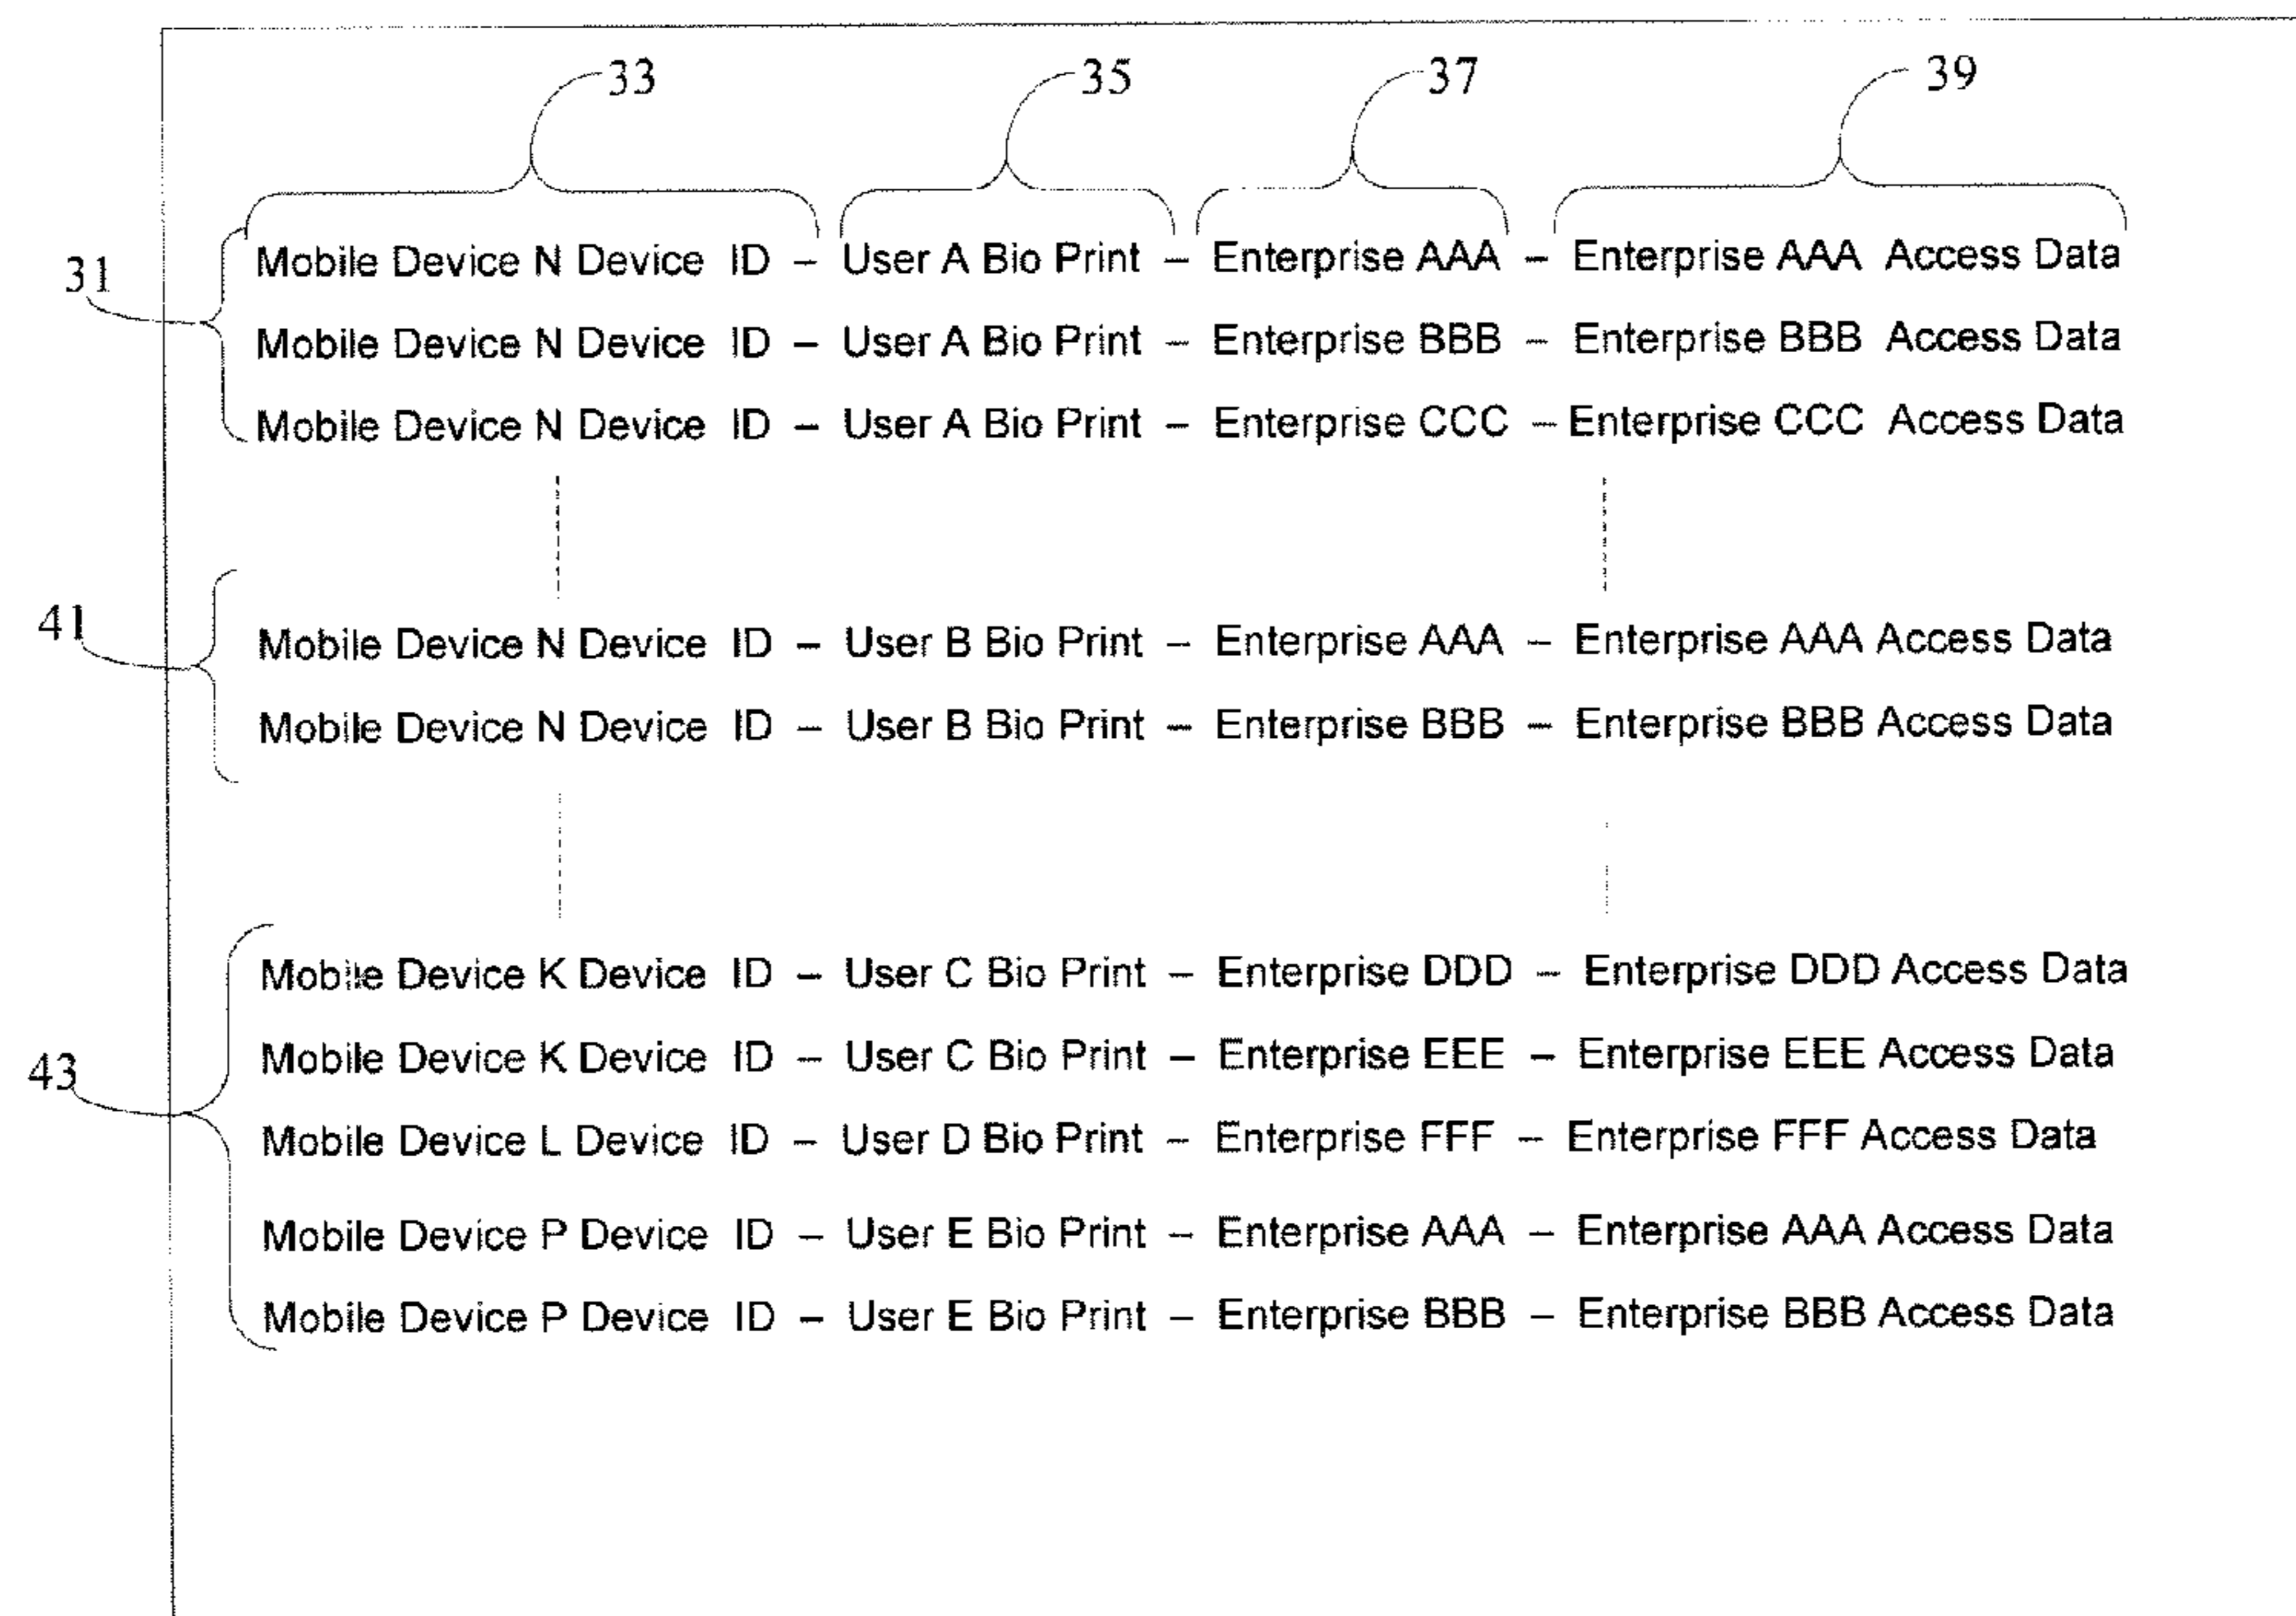 33 35 37 39
31
Mobile Device N Device ID – User A Bio Print – Enterprise AAA – Enterprise AAA Access Data
Mobile Device N Device ID – User A Bio Print – Enterprise BBB – Enterprise BBB Access Data
Mobile Device N Device ID – User A Bio Print – Enterprise CCC – Enterprise CCC Access Data
41
Mobile Device N Device ID – User B Bio Print – Enterprise AAA – Enterprise AAA Access Data
Mobile Device N Device ID – User B Bio Print – Enterprise BBB – Enterprise BBB Access Data
43
Mobile Device K Device ID – User C Bio Print – Enterprise DDD – Enterprise DDD Access Data
Mobile Device K Device ID – User C Bio Print – Enterprise EEE – Enterprise EEE Access Data
Mobile Device L Device ID – User D Bio Print – Enterprise FFF – Enterprise FFF Access Data
Mobile Device P Device ID – User E Bio Print – Enterprise AAA – Enterprise AAA Access Data
Mobile Device P Device ID – User E Bio Print – Enterprise BBB – Enterprise BBB Access Data